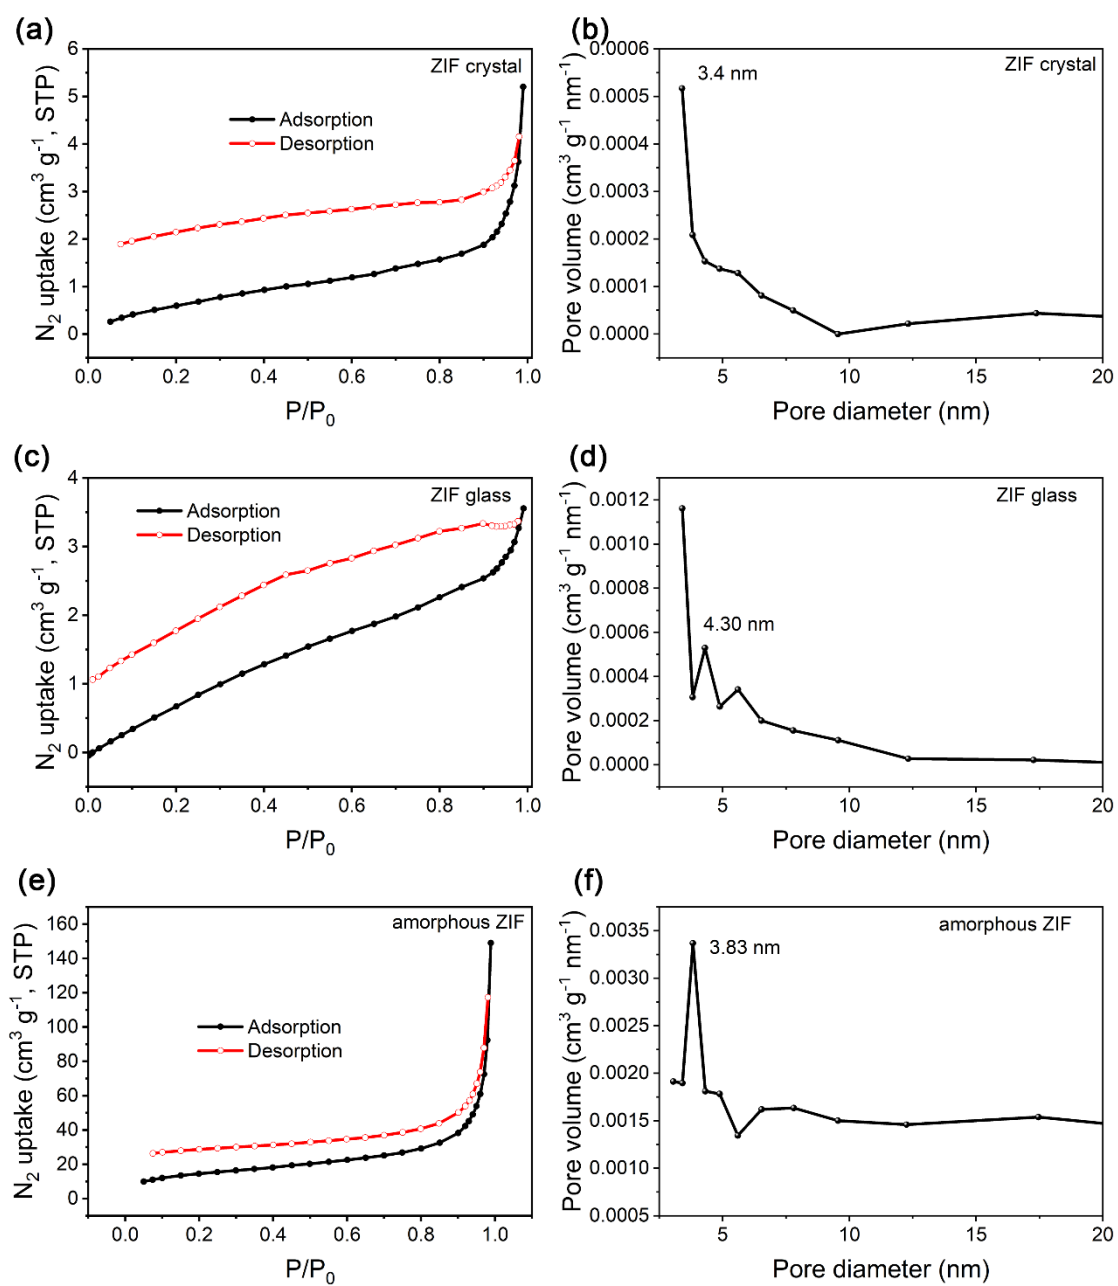 (a)
ZIF crystal
Adsorption
Desorption
N₂ uptake (cm³ g⁻¹, STP)
6
5
4
3
2
1
0
0.0 0.2 0.4 0.6 0.8 1.0
P/P₀
(b)
ZIF crystal
3.4 nm
Pore volume (cm³ g⁻¹ nm⁻¹)
0.0006
0.0005
0.0004
0.0003
0.0002
0.0001
0.0000
5 10 15 20
Pore diameter (nm)
(c)
ZIF glass
Adsorption
Desorption
N₂ uptake (cm³ g⁻¹, STP)
4
3
2
1
0
0.0 0.2 0.4 0.6 0.8 1.0
P/P₀
(d)
ZIF glass
4.30 nm
Pore volume (cm³ g⁻¹ nm⁻¹)
0.0012
0.0010
0.0008
0.0006
0.0004
0.0002
0.0000
5 10 15 20
Pore diameter (nm)
(e)
amorphous ZIF
Adsorption
Desorption
N₂ uptake (cm³ g⁻¹, STP)
160
140
120
100
80
60
40
20
0
0.0 0.2 0.4 0.6 0.8 1.0
P/P₀
(f)
amorphous ZIF
3.83 nm
Pore volume (cm³ g⁻¹ nm⁻¹)
0.0035
0.0030
0.0025
0.0020
0.0015
0.0010
0.0005
5 10 15 20
Pore diameter (nm)